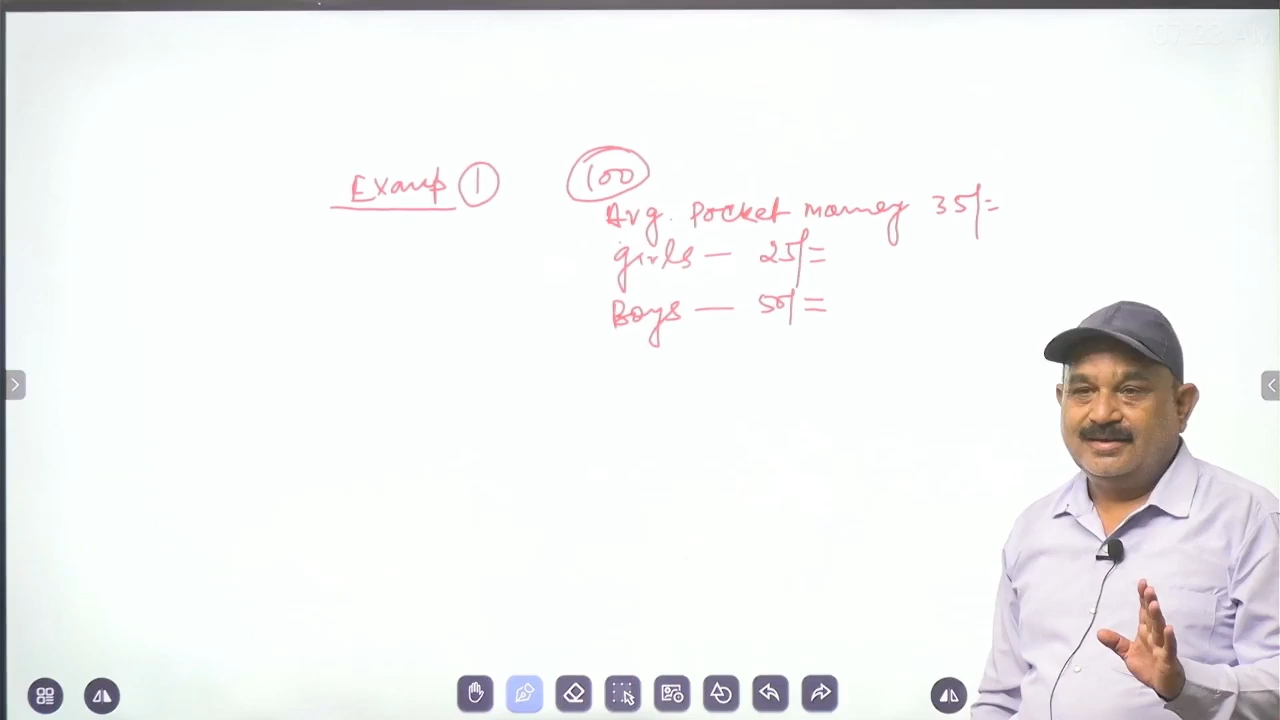 Examp ①
100
Avg. Pocket money 35/=
girls — 25/=
Boys — 50/=